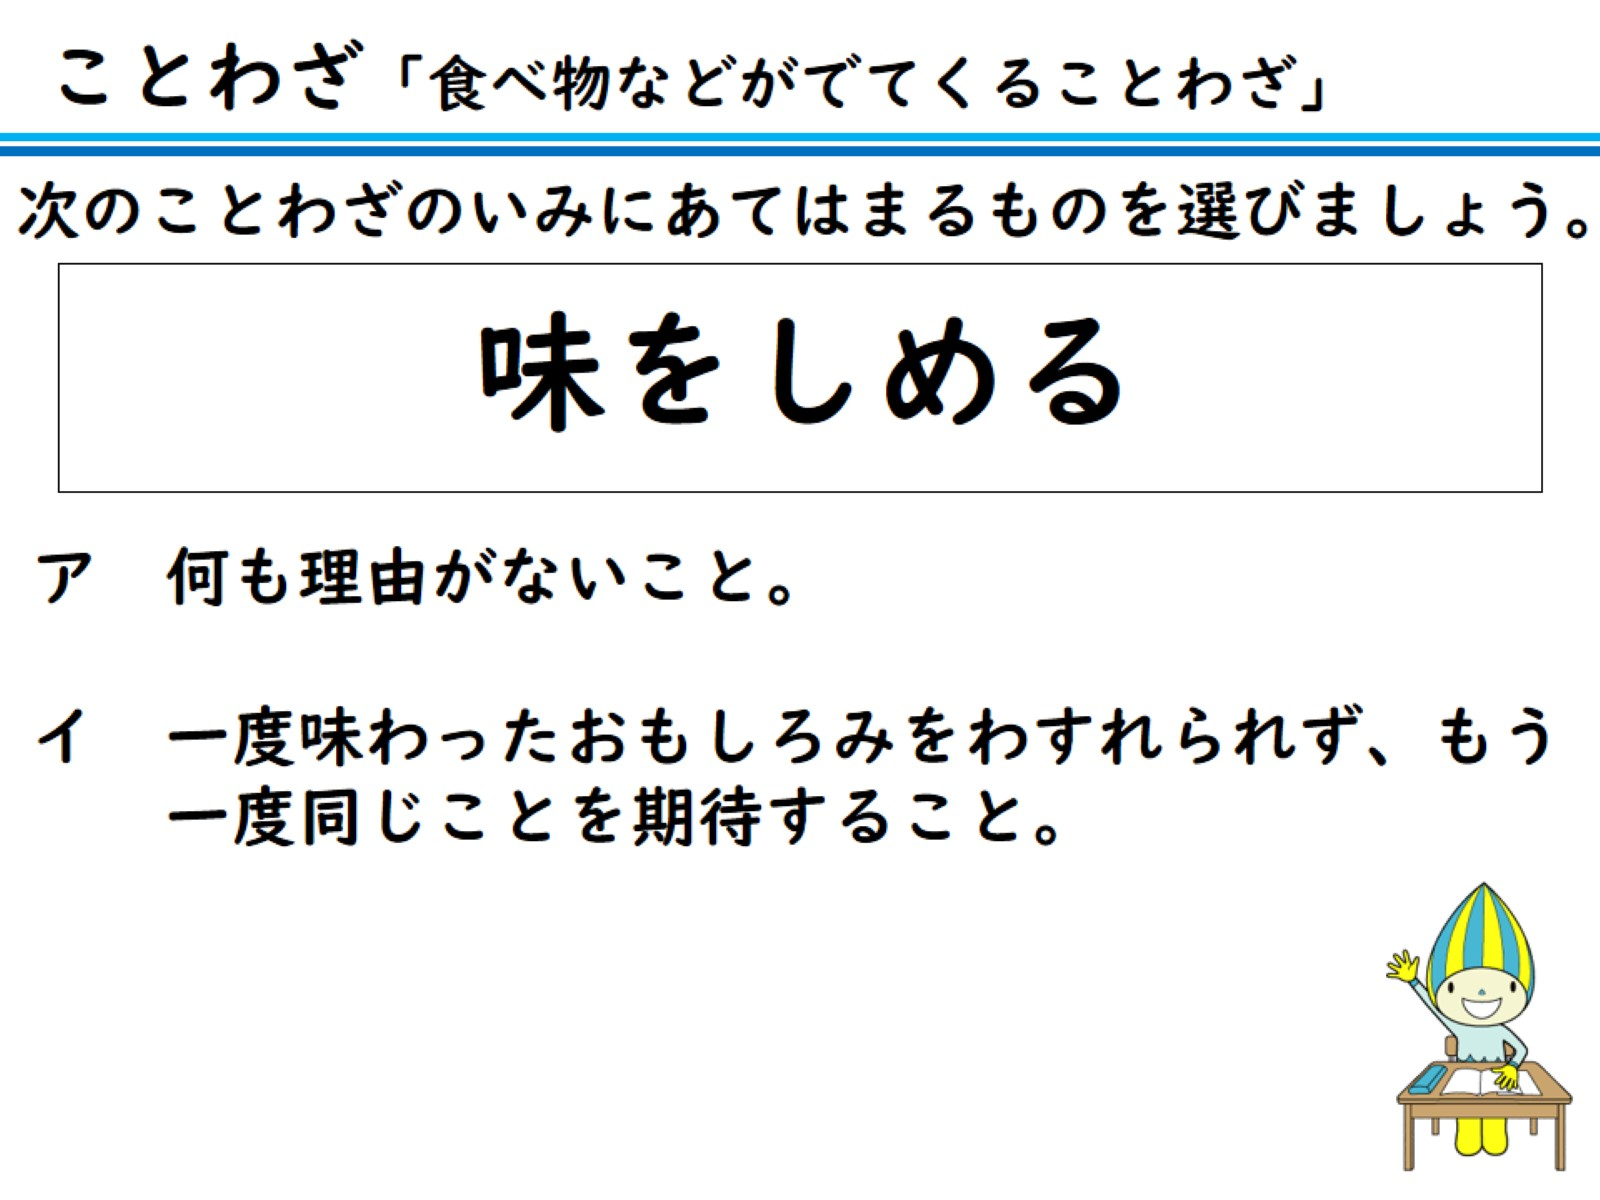 ことわざ「食べ物などがでてくることわざ」
次のことわざのいみにあてはまるものを選びましょう。
味をしめる
ア　何も理由がないこと。
イ　一度味わったおもしろみをわすれられず、もう
一度同じことを期待すること。